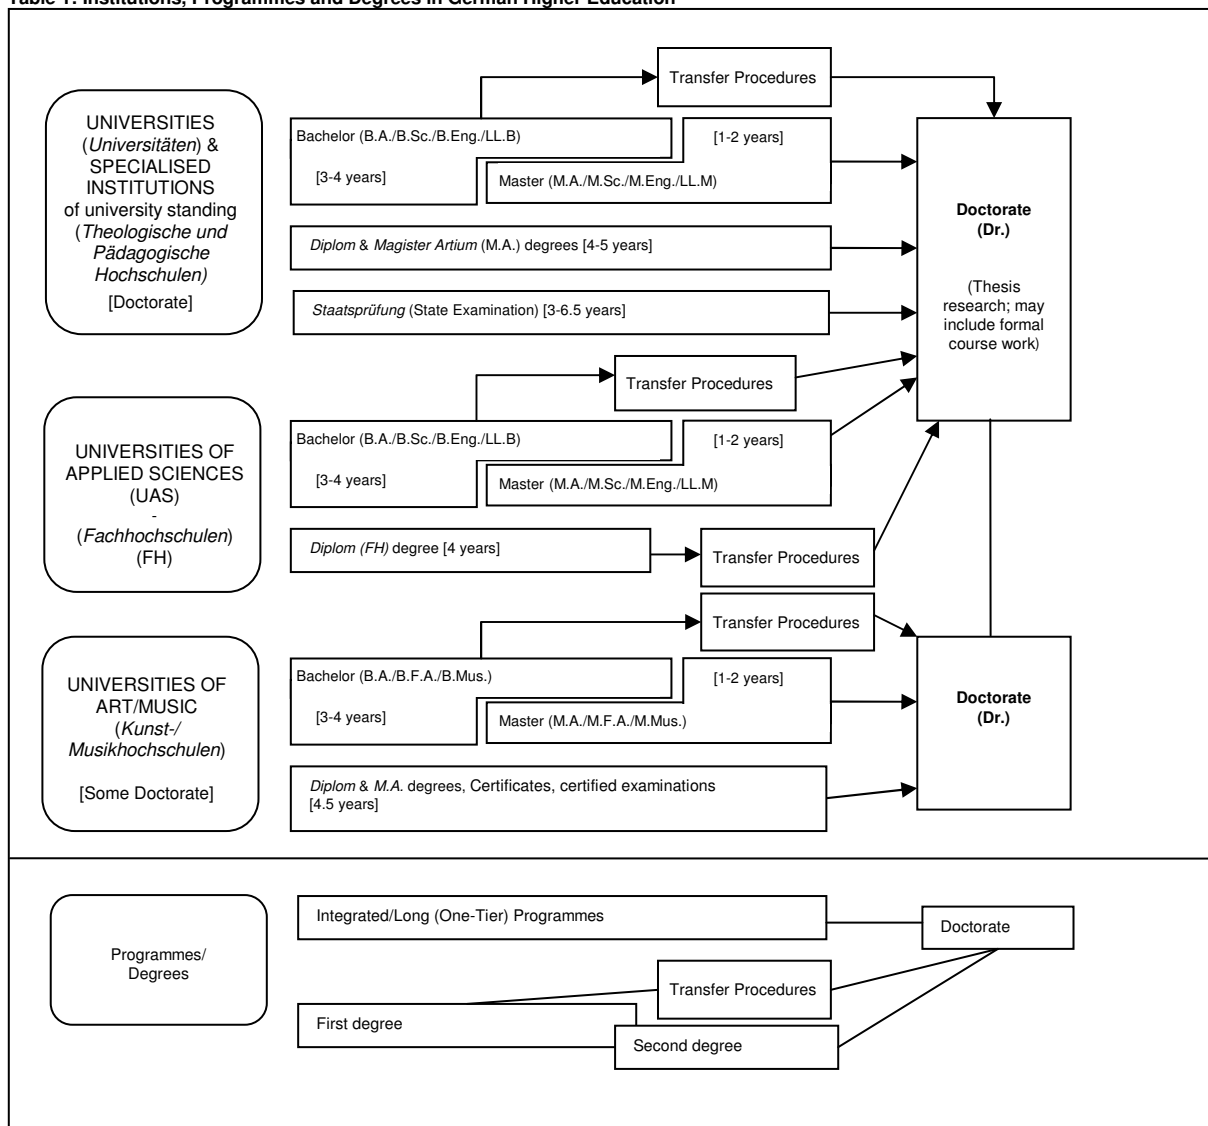 Table 1: Institutions, Programmes and Degrees in German Higher Education
Transfer Procedures
UNIVERSITIES
(Universitäten) &
SPECIALISED
INSTITUTIONS
of university standing
(Theologische und
Pädagogische
Hochschulen)
[Doctorate]
Bachelor (B.A./B.Sc./B.Eng./LL.B)
[3-4 years]
[1-2 years]
Master (M.A./M.Sc./M.Eng./LL.M)
Diplom & Magister Artium (M.A.) degrees [4-5 years]
Staatsprüfung (State Examination) [3-6.5 years]
Doctorate
(Dr.)
(Thesis
research; may
include formal
course work)
Transfer Procedures
UNIVERSITIES OF
APPLIED SCIENCES
(UAS)
-
(Fachhochschulen)
(FH)
Bachelor (B.A./B.Sc./B.Eng./LL.B)
[3-4 years]
[1-2 years]
Master (M.A./M.Sc./M.Eng./LL.M)
Diplom (FH) degree [4 years]
Transfer Procedures
Transfer Procedures
UNIVERSITIES OF
ART/MUSIC
(Kunst-/
Musikhochschulen)
[Some Doctorate]
Bachelor (B.A./B.F.A./B.Mus.)
[3-4 years]
[1-2 years]
Master (M.A./M.F.A./M.Mus.)
Diplom & M.A. degrees, Certificates, certified examinations
[4.5 years]
Doctorate
(Dr.)
Programmes/
Degrees
Integrated/Long (One-Tier) Programmes
Doctorate
Transfer Procedures
First degree
Second degree